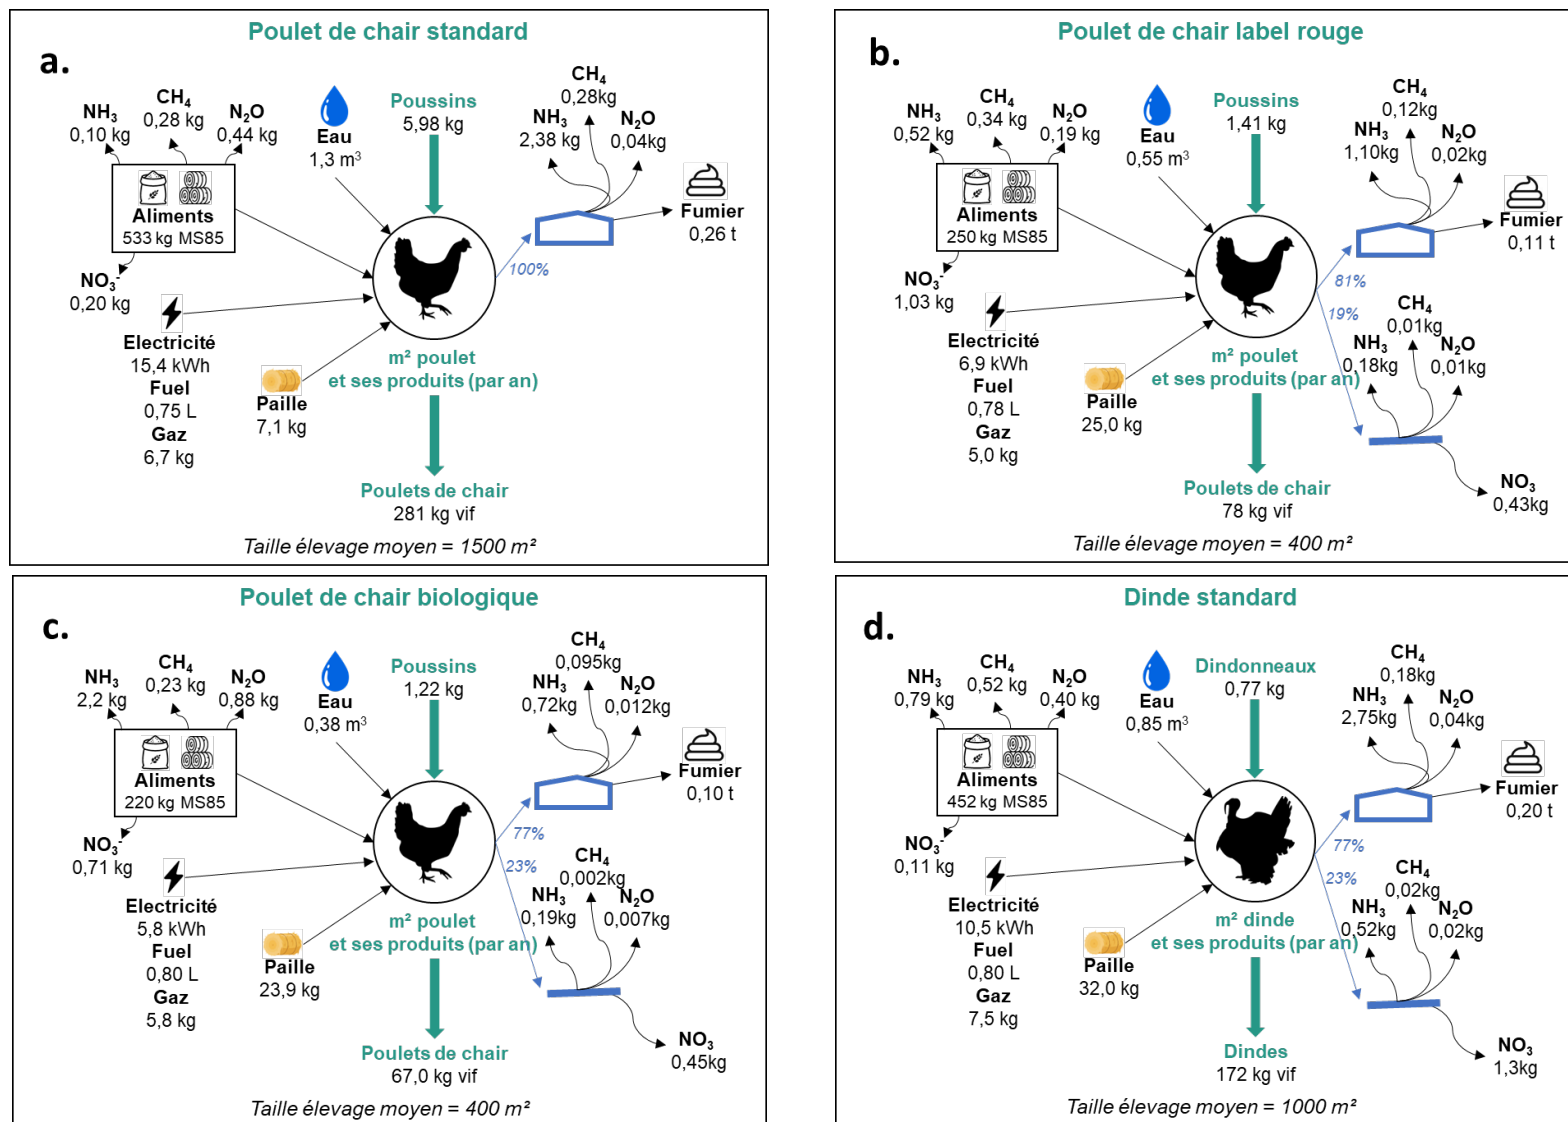 Poulet de chair standard
a.
NH₃
0,10 kg
CH₄
0,28 kg
N₂O
0,44 kg
Eau
1,3 m³
Poussins
5,98 kg
CH₄
0,28kg
NH₃
2,38 kg
N₂O
0,04kg
Aliments
533 kg MS85
Fumier
0,26 t
100%
NO₃⁻
0,20 kg
Electricité
15,4 kWh
Fuel
0,75 L
Gaz
6,7 kg
Paille
7,1 kg
m² poulet
et ses produits (par an)
Poulets de chair
281 kg vif
Taille élevage moyen = 1500 m²
Poulet de chair label rouge
b.
NH₃
0,52 kg
CH₄
0,34 kg
N₂O
0,19 kg
Eau
0,55 m³
Poussins
1,41 kg
CH₄
0,12kg
NH₃
1,10kg
N₂O
0,02kg
Aliments
250 kg MS85
Fumier
0,11 t
81%
19%
NO₃⁻
1,03 kg
CH₄
0,01kg
NH₃
0,18kg
N₂O
0,01kg
Electricité
6,9 kWh
Fuel
0,78 L
Gaz
5,0 kg
Paille
25,0 kg
m² poulet
et ses produits (par an)
NO₃
0,43kg
Poulets de chair
78 kg vif
Taille élevage moyen = 400 m²
Poulet de chair biologique
c.
NH₃
2,2 kg
CH₄
0,23 kg
N₂O
0,88 kg
Eau
0,38 m³
Poussins
1,22 kg
CH₄
0,095kg
NH₃
0,72kg
N₂O
0,012kg
Aliments
220 kg MS85
Fumier
0,10 t
77%
23%
NO₃⁻
0,71 kg
CH₄
0,002kg
NH₃
0,19kg
N₂O
0,007kg
Electricité
5,8 kWh
Fuel
0,80 L
Gaz
5,8 kg
Paille
23,9 kg
m² poulet
et ses produits (par an)
NO₃
0,45kg
Poulets de chair
67,0 kg vif
Taille élevage moyen = 400 m²
Dinde standard
d.
NH₃
0,79 kg
CH₄
0,52 kg
N₂O
0,40 kg
Eau
0,85 m³
Dindonneaux
0,77 kg
CH₄
0,18kg
NH₃
2,75kg
N₂O
0,04kg
Aliments
452 kg MS85
Fumier
0,20 t
77%
23%
NO₃⁻
0,11 kg
CH₄
0,02kg
NH₃
0,52kg
N₂O
0,02kg
Electricité
10,5 kWh
Fuel
0,80 L
Gaz
7,5 kg
Paille
32,0 kg
m² dinde
et ses produits (par an)
NO₃
1,3kg
Dindes
172 kg vif
Taille élevage moyen = 1000 m²